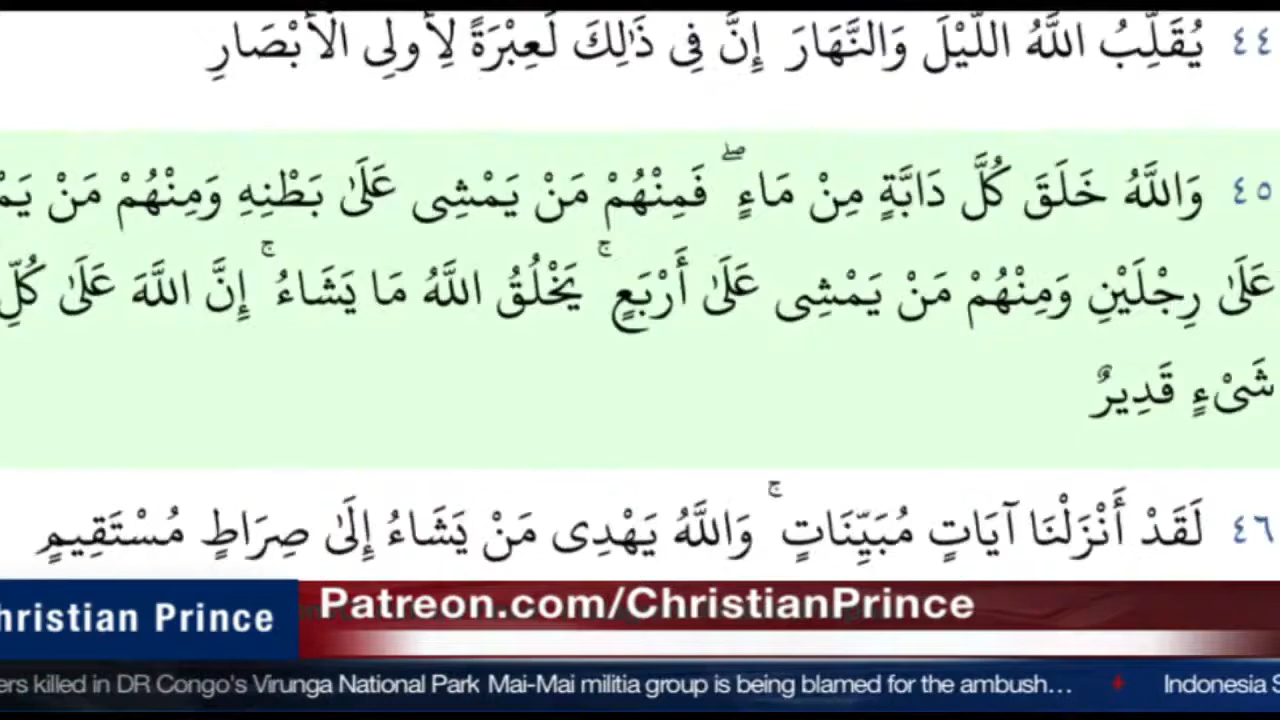 ٤٤ يُقَلِّبُ اللَّهُ اللَّيْلَ وَالنَّهَارَ إِنَّ فِى ذَٰلِكَ لَعِبْرَةً لِأُولِى الْأَبْصَارِ
٤٥ وَاللَّهُ خَلَقَ كُلَّ دَابَّةٍ مِنْ مَاءٍ ۖ فَمِنْهُمْ مَنْ يَمْشِى عَلَىٰ بَطْنِهِ وَمِنْهُمْ مَنْ يَمْ
عَلَىٰ رِجْلَيْنِ وَمِنْهُمْ مَنْ يَمْشِى عَلَىٰ أَرْبَعٍ ۚ يَخْلُقُ اللَّهُ مَا يَشَاءُ ۚ إِنَّ اللَّهَ عَلَىٰ كُلِّ
شَىْءٍ قَدِيرٌ
٤٦ لَقَدْ أَنْزَلْنَا آيَاتٍ مُبَيِّنَاتٍ ۚ وَاللَّهُ يَهْدِى مَنْ يَشَاءُ إِلَىٰ صِرَاطٍ مُسْتَقِيمٍ
hristian Prince
Patreon.com/ChristianPrince
ers killed in DR Congo's Virunga National Park Mai-Mai militia group is being blamed for the ambush... Indonesia S